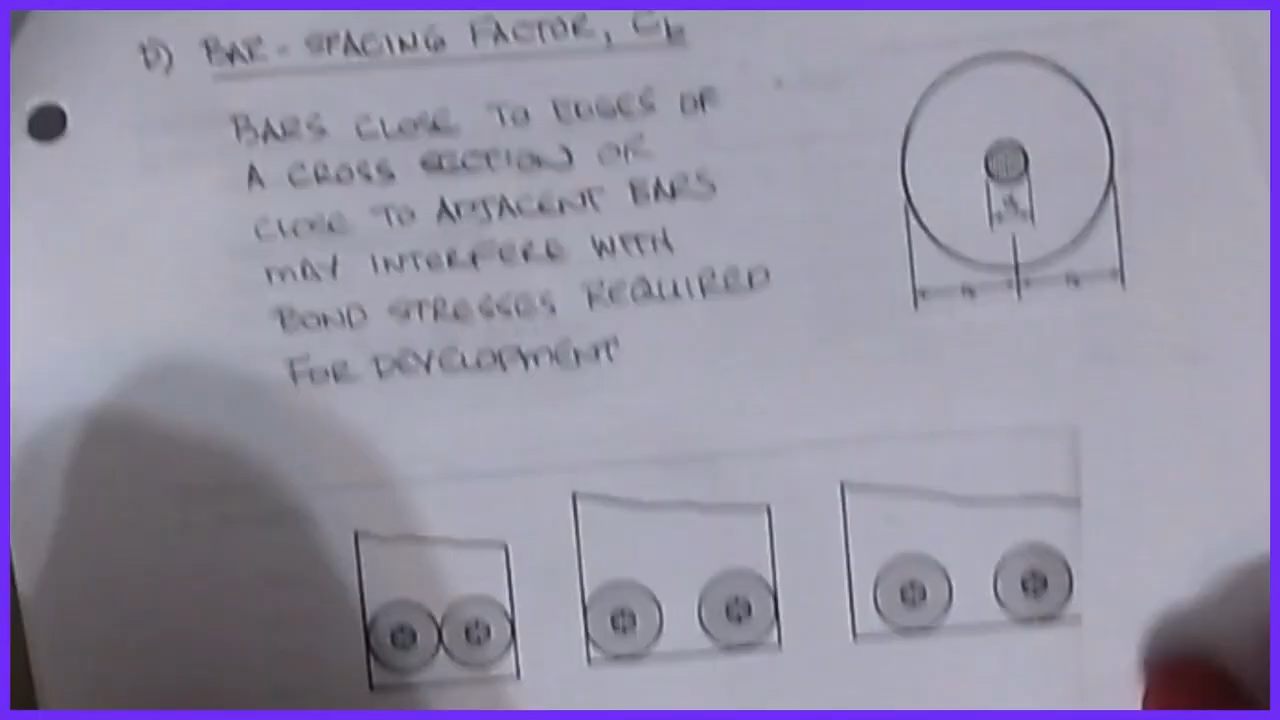 b) BAR-SPACING FACTOR, Cb
BARS CLOSE TO EDGES OF
A CROSS SECTION OR
CLOSE TO ADJACENT BARS
MAY INTERFERE WITH
BOND STRESSES REQUIRED
FOR DEVELOPMENT